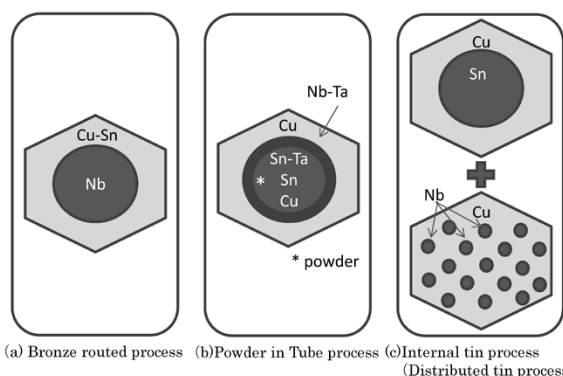 Cu-Sn
Nb
(a) Bronze routed process
Nb-Ta
Cu
Sn-Ta
* Sn
Cu
* powder
(b)Powder in Tube process
Cu
Sn
Nb
Cu
(c)Internal tin process
(Distributed tin process